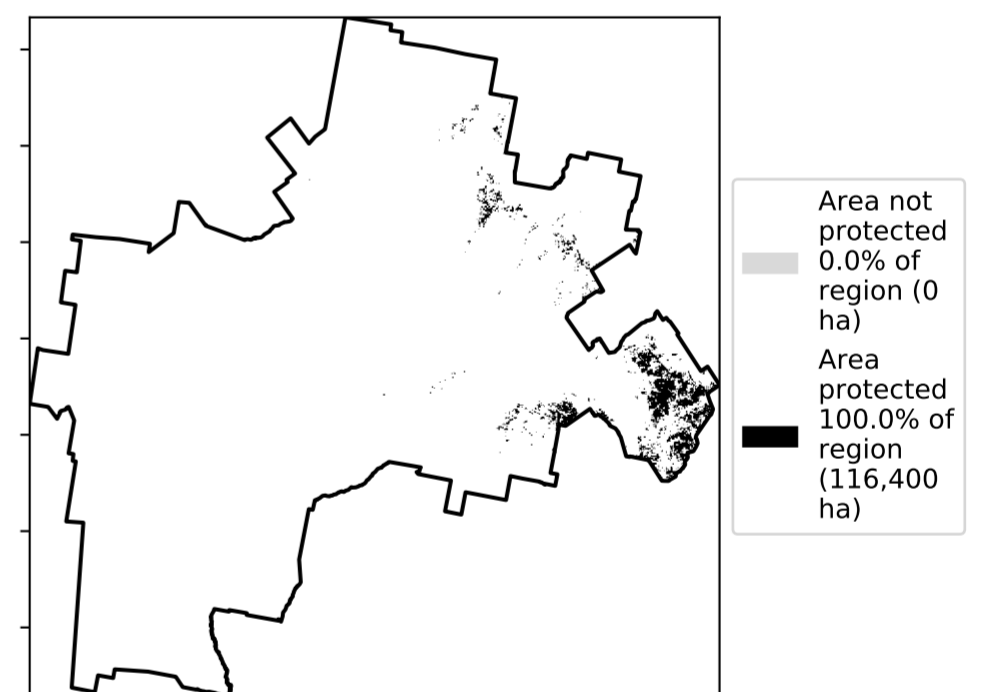 Area not
protected
0.0% of
region (0
ha)
Area
protected
100.0% of
region
(116,400
ha)